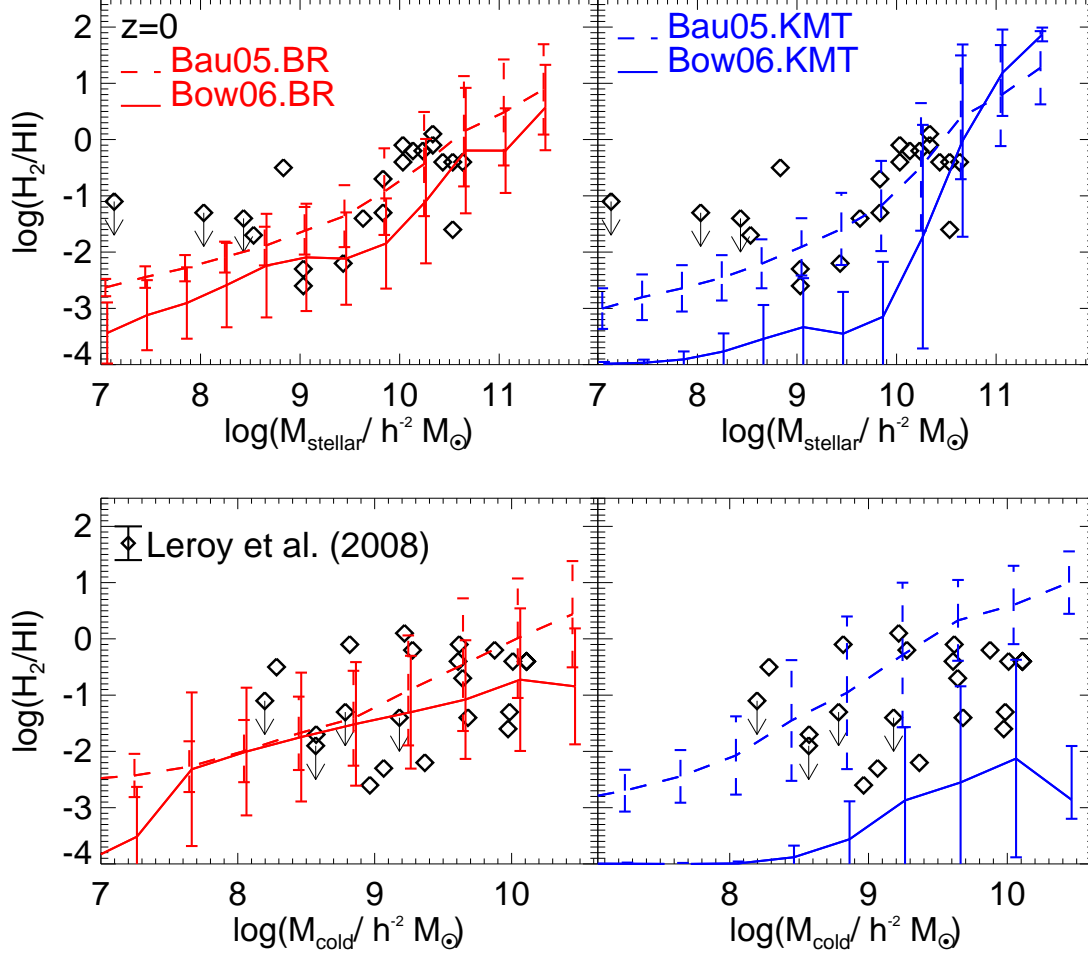 z=0
Bau05.BR
Bow06.BR
Bau05.KMT
Bow06.KMT
log(H2/HI)
2
1
0
-1
-2
-3
-4
7 8 9 10 11
7 8 9 10 11
log(Mstellar/ h-2 M⊙)
log(Mstellar/ h-2 M⊙)
Leroy et al. (2008)
log(H2/HI)
2
1
0
-1
-2
-3
-4
7 8 9 10
8 9 10
log(Mcold/ h-2 M⊙)
log(Mcold/ h-2 M⊙)